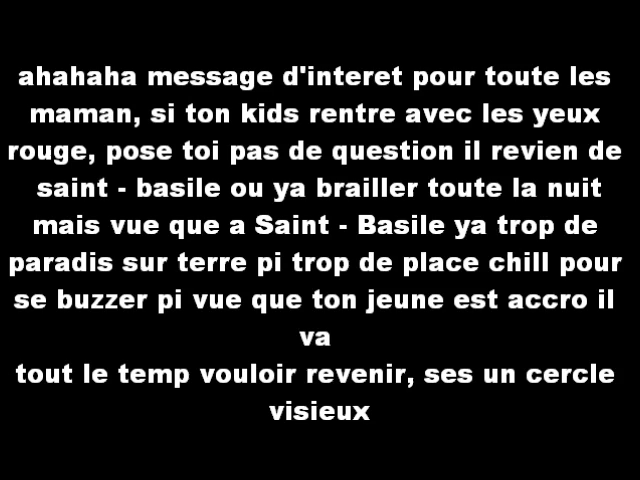 ahahaha message d'interet pour toute les
maman, si ton kids rentre avec les yeux
rouge, pose toi pas de question il revien de
saint - basile ou ya brailler toute la nuit
mais vue que a Saint - Basile ya trop de
paradis sur terre pi trop de place chill pour
se buzzer pi vue que ton jeune est accro il
va
tout le temp vouloir revenir, ses un cercle
visieux